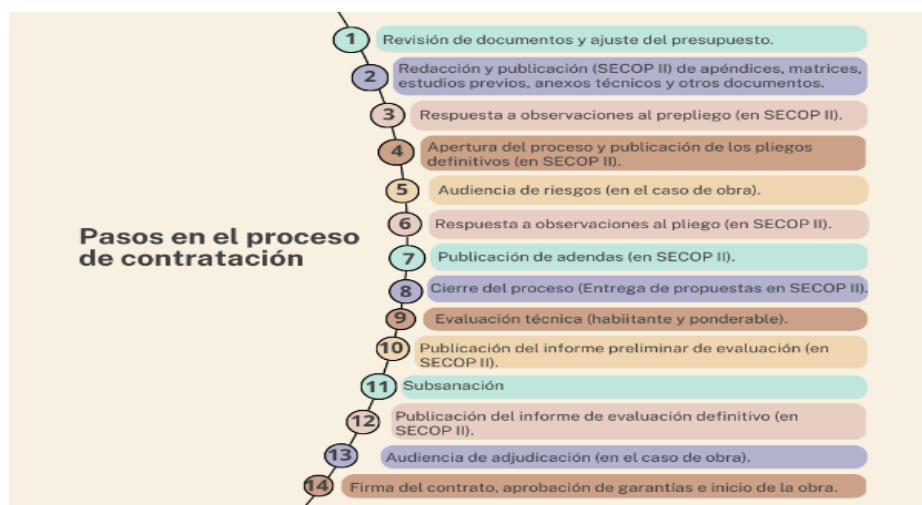 Pasos en el proceso
de contratación
1 Revisión de documentos y ajuste del presupuesto.
2 Redacción y publicación (SECOP II) de apéndices, matrices,
estudios previos, anexos técnicos y otros documentos.
3 Respuesta a observaciones al prepliego (en SECOP II).
4 Apertura del proceso y publicación de los pliegos
definitivos (en SECOP II).
5 Audiencia de riesgos (en el caso de obra).
6 Respuesta a observaciones al pliego (en SECOP II).
7 Publicación de adendas (en SECOP II).
8 Cierre del proceso (Entrega de propuestas en SECOP II).
9 Evaluación técnica (habiitante y ponderable).
10 Publicación del informe preliminar de evaluación (en
SECOP II).
11 Subsanación
12 Publicación del informe de evaluación definitivo (en
SECOP II).
13 Audiencia de adjudicación (en el caso de obra).
14 Firma del contrato, aprobación de garantías e inicio de la obra.